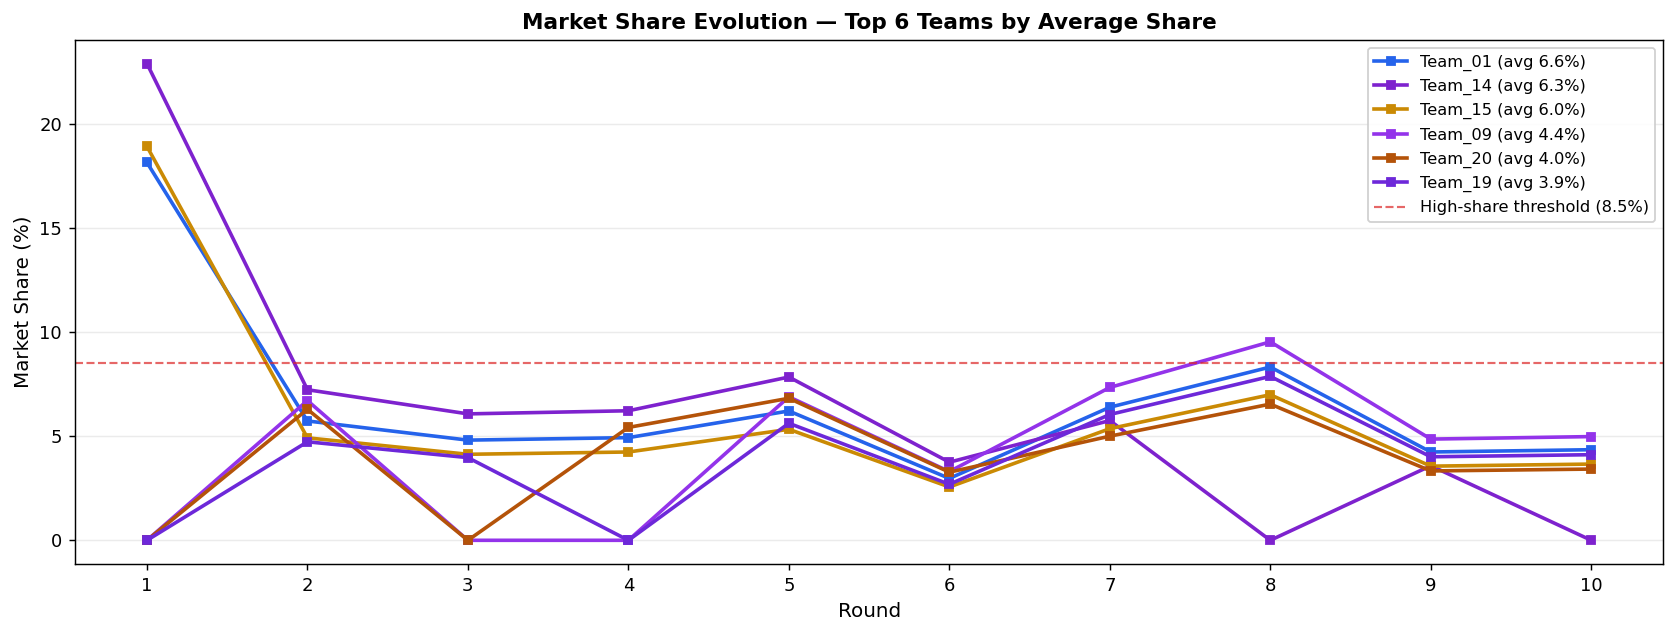 Market Share Evolution — Top 6 Teams by Average Share
Market Share (%)
20
15
10
5
0
Team_01 (avg 6.6%)
Team_14 (avg 6.3%)
Team_15 (avg 6.0%)
Team_09 (avg 4.4%)
Team_20 (avg 4.0%)
Team_19 (avg 3.9%)
High-share threshold (8.5%)
1 2 3 4 5 6 7 8 9 10
Round